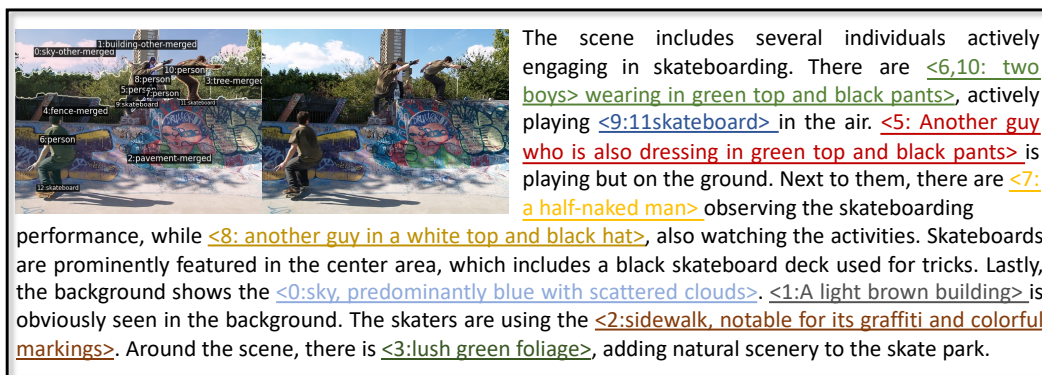 1:building-other-merged
0:sky-other-merged
10:person
8:person
3:tree-merged
5:person
7:person
9:skateboard
11:skateboard
4:fence-merged
6:person
2:pavement-merged
12:skateboard
The scene includes several individuals actively
engaging in skateboarding. There are <6,10: two
boys> wearing in green top and black pants>, actively
playing <9:11skateboard> in the air. <5: Another guy
who is also dressing in green top and black pants> is
playing but on the ground. Next to them, there are <7:
a half-naked man> observing the skateboarding
performance, while <8: another guy in a white top and black hat>, also watching the activities. Skateboards
are prominently featured in the center area, which includes a black skateboard deck used for tricks. Lastly,
the background shows the <0:sky, predominantly blue with scattered clouds>. <1:A light brown building> is
obviously seen in the background. The skaters are using the <2:sidewalk, notable for its graffiti and colorful
markings>. Around the scene, there is <3:lush green foliage>, adding natural scenery to the skate park.